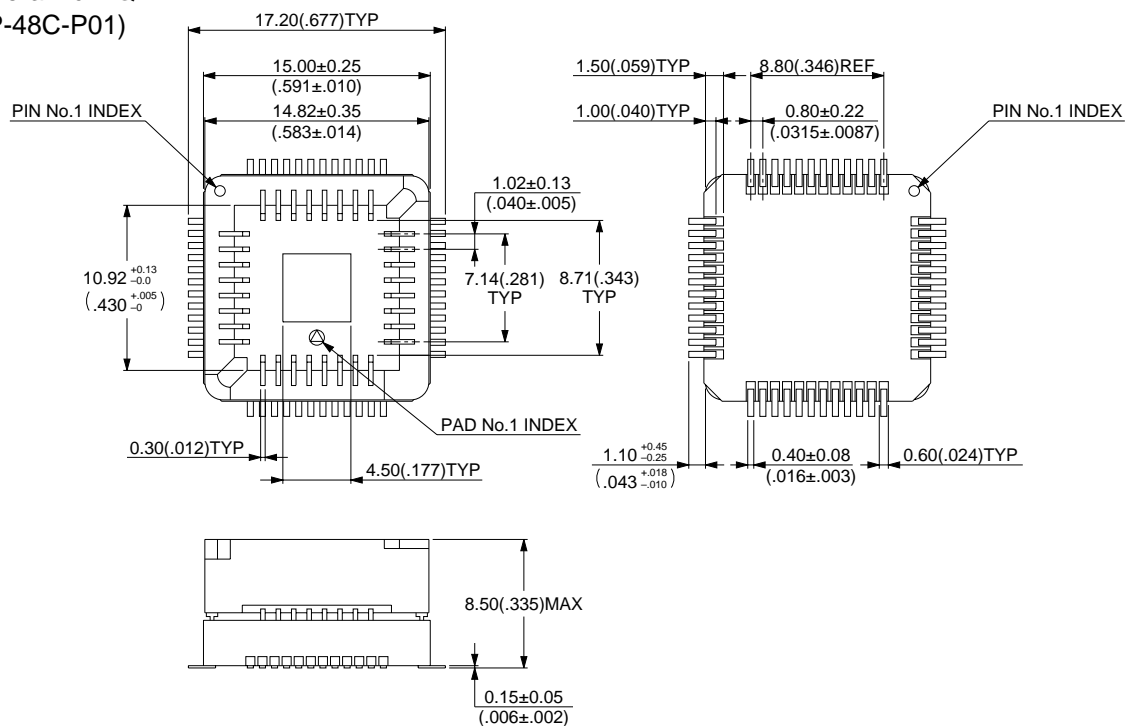 P-48C-P01)
17.20(.677)TYP
15.00±0.25
(.591±.010)
14.82±0.35
(.583±.014)
PIN No.1 INDEX
1.02±0.13
(.040±.005)
7.14(.281)
TYP
8.71(.343)
TYP
10.92 +0.13 –0.0
(.430 +.005 –0)
PAD No.1 INDEX
0.30(.012)TYP
4.50(.177)TYP
1.50(.059)TYP
8.80(.346)REF
1.00(.040)TYP
0.80±0.22
(.0315±.0087)
PIN No.1 INDEX
1.10 +0.45 –0.25
(.043 +.018 –.010)
0.40±0.08
(.016±.003)
0.60(.024)TYP
8.50(.335)MAX
0.15±0.05
(.006±.002)